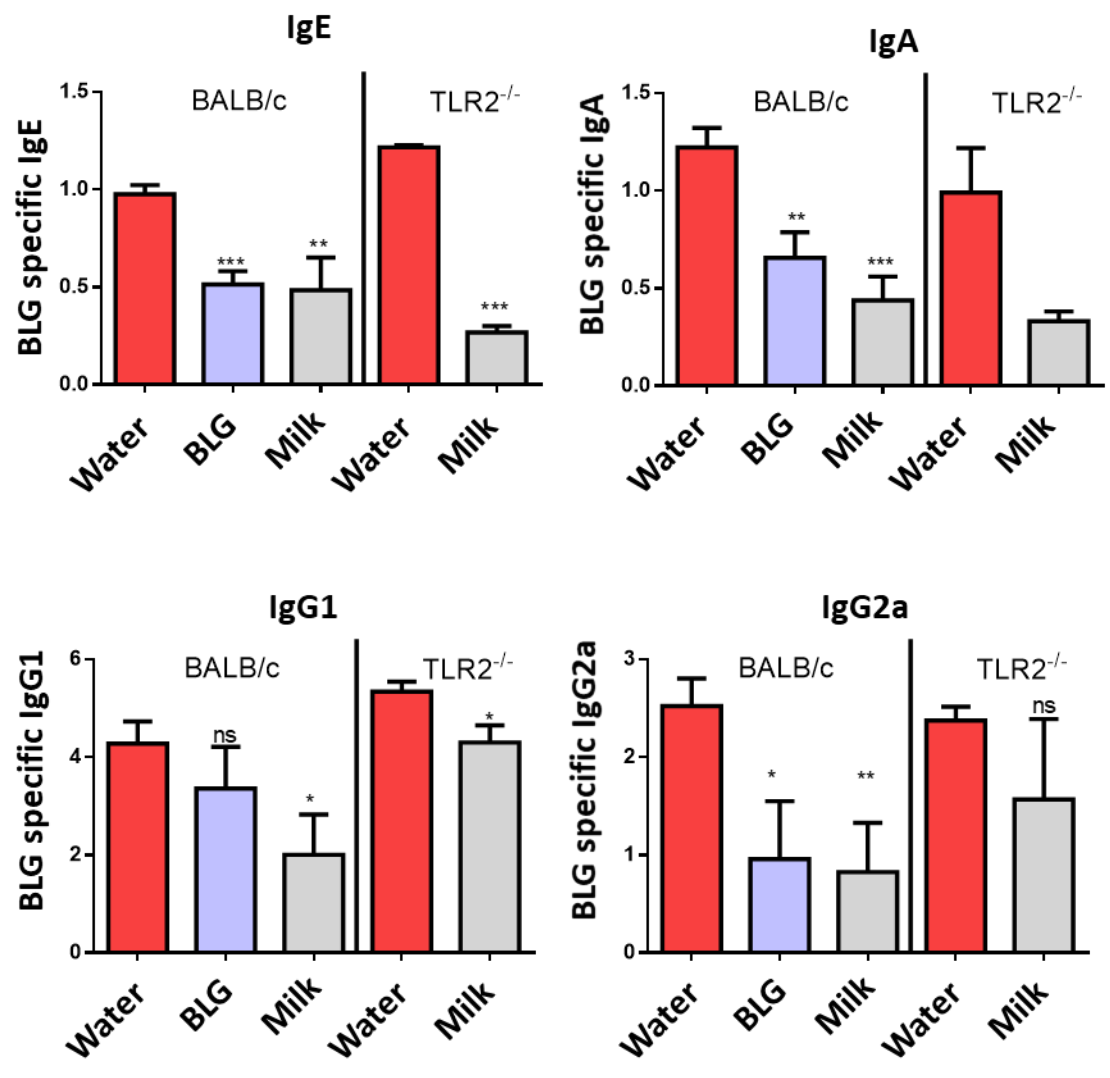 IgE
BLG specific IgE
1.5
1.0
0.5
0.0
BALB/c
TLR2-/-
***
**
***
Water
BLG
Milk
Water
Milk
IgA
BLG specific IgA
1.5
1.0
0.5
0.0
BALB/c
TLR2-/-
**
***
Water
BLG
Milk
Water
Milk
IgG1
BLG specific IgG1
6
4
2
0
BALB/c
TLR2-/-
ns
*
*
Water
BLG
Milk
Water
Milk
IgG2a
BLG specific IgG2a
3
2
1
0
BALB/c
TLR2-/-
*
**
ns
Water
BLG
Milk
Water
Milk